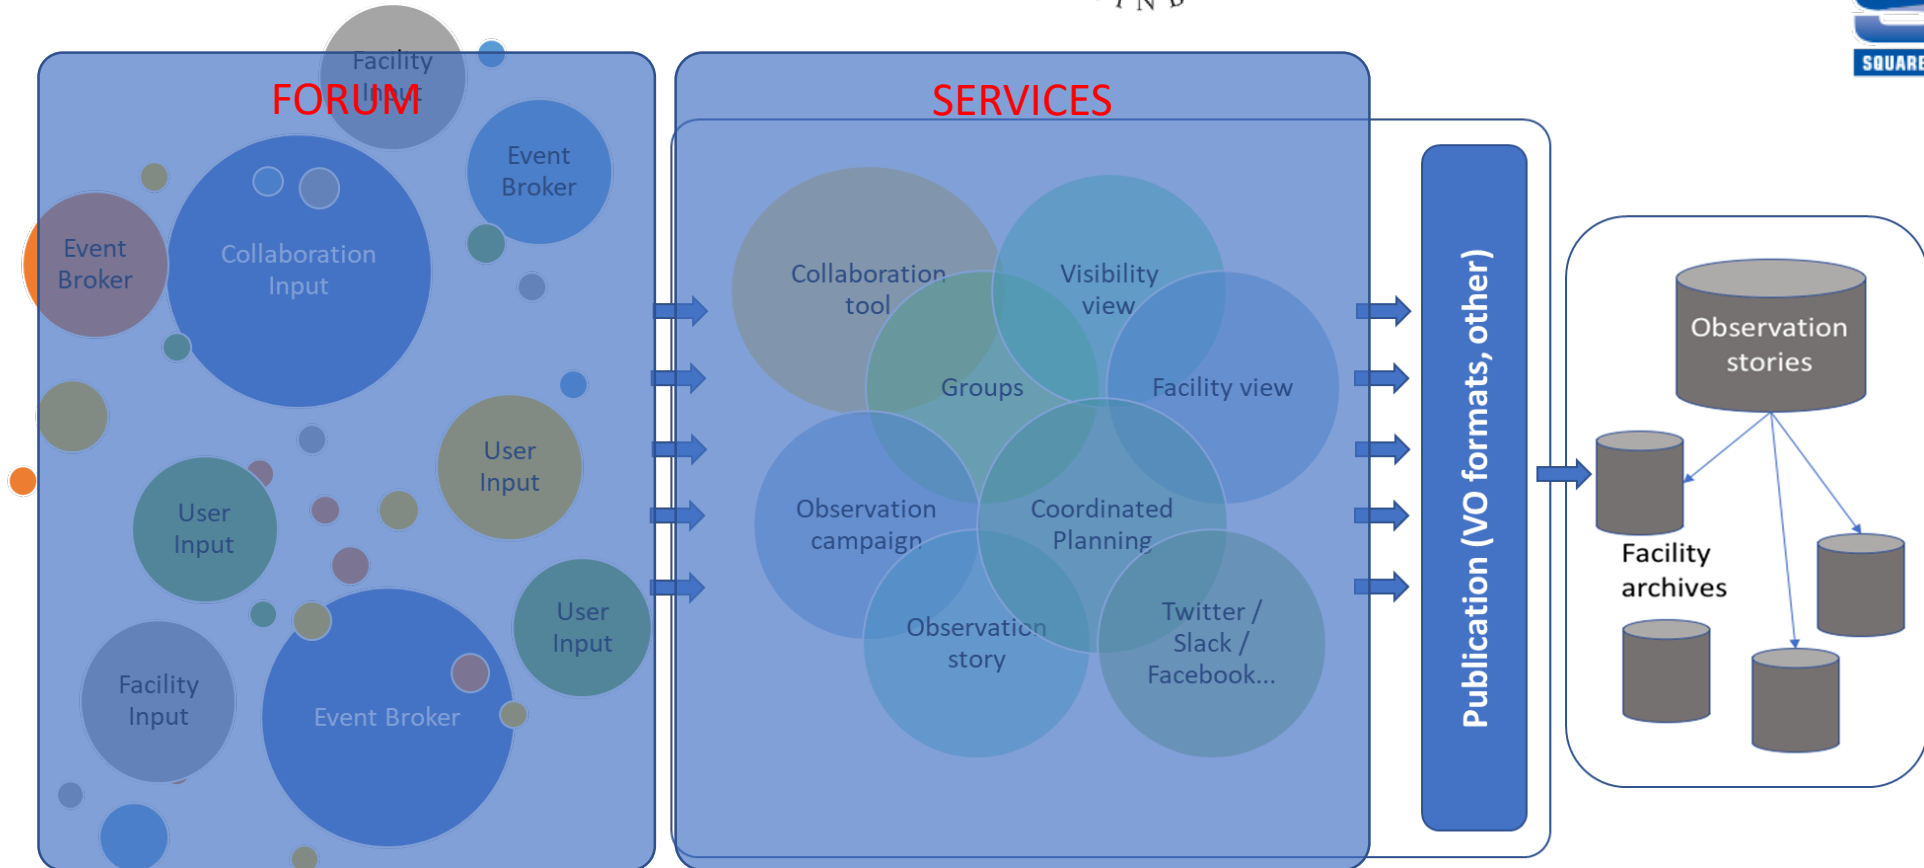 I N B
SQUARE
FORUM
SERVICES
Facility
Input
Event
Broker
Event
Broker
Collaboration
Input
User
Input
User
Input
User
Input
Facility
Input
Event Broker
Collaboration
tool
Visibility
view
Groups
Facility view
Observation
campaign
Coordinated
Planning
Observation
story
Twitter /
Slack /
Facebook...
Publication (VO formats, other)
Observation
stories
Facility
archives